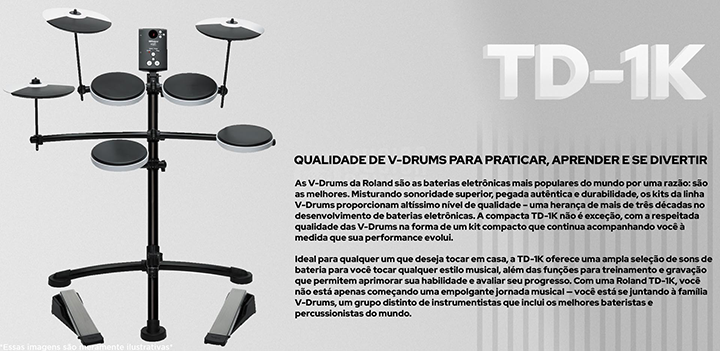 TD-1K
QUALIDADE DE V-DRUMS PARA PRATICAR, APRENDER E SE DIVERTIR
As V-Drums da Roland são as baterias eletrônicas mais populares do mundo por uma razão: são
as melhores. Misturando sonoridade superior, pegada autêntica e durabilidade, os kits da linha
V-Drums proporcionam altíssimo nível de qualidade – uma herança de mais de três décadas no
desenvolvimento de baterias eletrônicas. A compacta TD-1K não é exceção, com a respeitada
qualidade das V-Drums na forma de um kit compacto que continua acompanhando você à
medida que sua performance evolui.
Ideal para qualquer um que deseja tocar em casa, a TD-1K oferece uma ampla seleção de sons de
bateria para você tocar qualquer estilo musical, além das funções para treinamento e gravação
que permitem aprimorar sua habilidade e avaliar seu progresso. Com uma Roland TD-1K, você
não está apenas começando uma empolgante jornada musical – você está se juntando à família
V-Drums, um grupo distinto de instrumentistas que inclui os melhores bateristas e
percussionistas do mundo.
*Essas imagens são meramente ilustrativas*